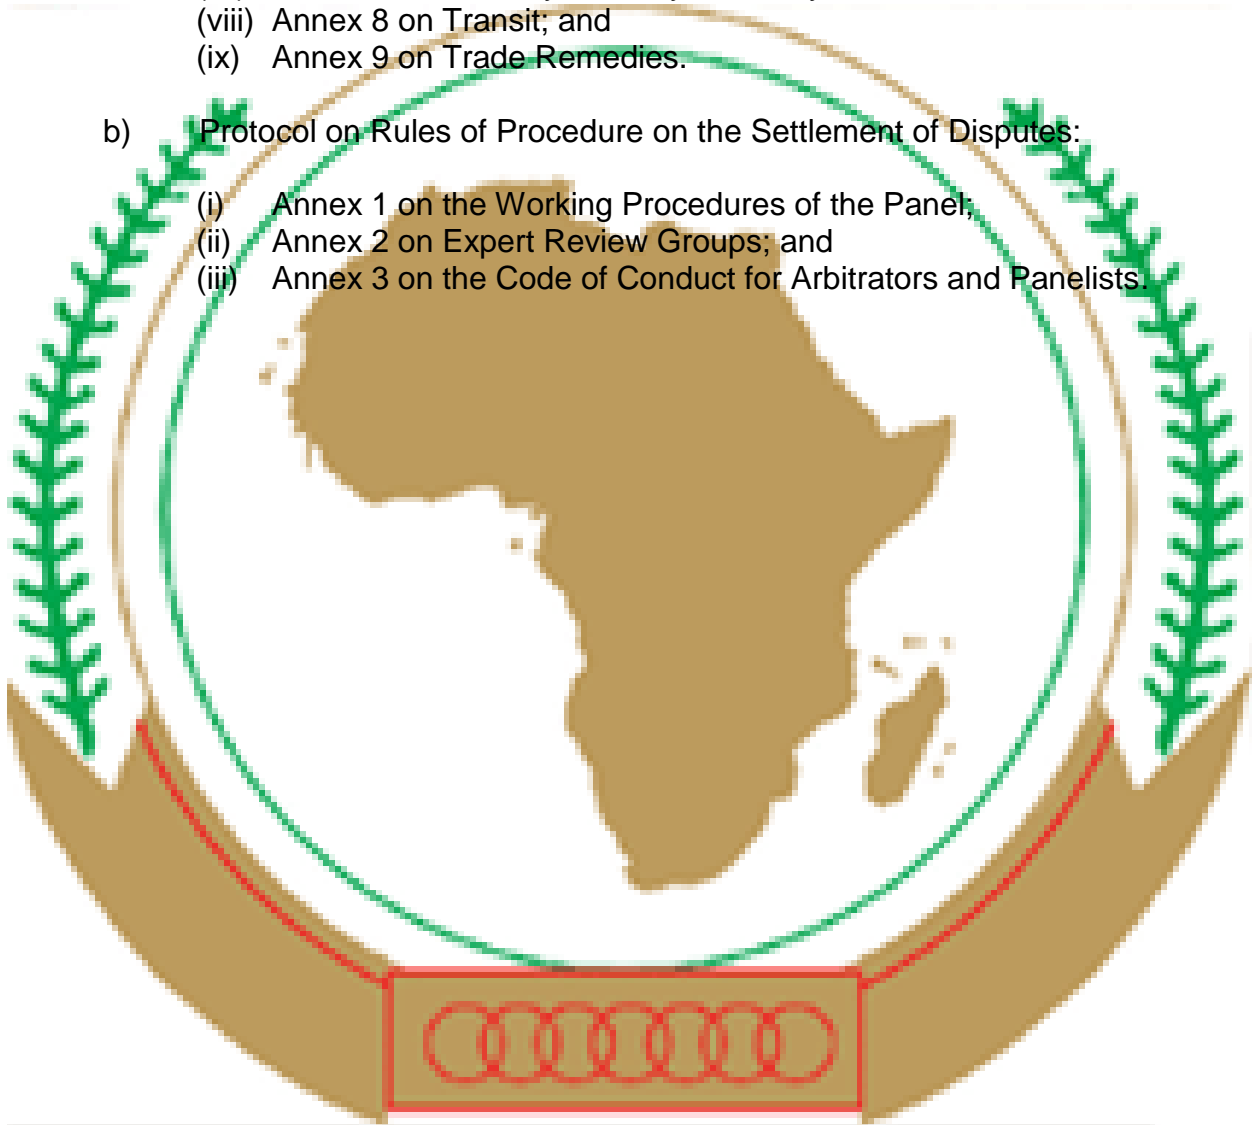 (viii) Annex 8 on Transit; and
(ix) Annex 9 on Trade Remedies.
b) Protocol on Rules of Procedure on the Settlement of Disputes:
(i) Annex 1 on the Working Procedures of the Panel;
(ii) Annex 2 on Expert Review Groups; and
(iii) Annex 3 on the Code of Conduct for Arbitrators and Panelists.